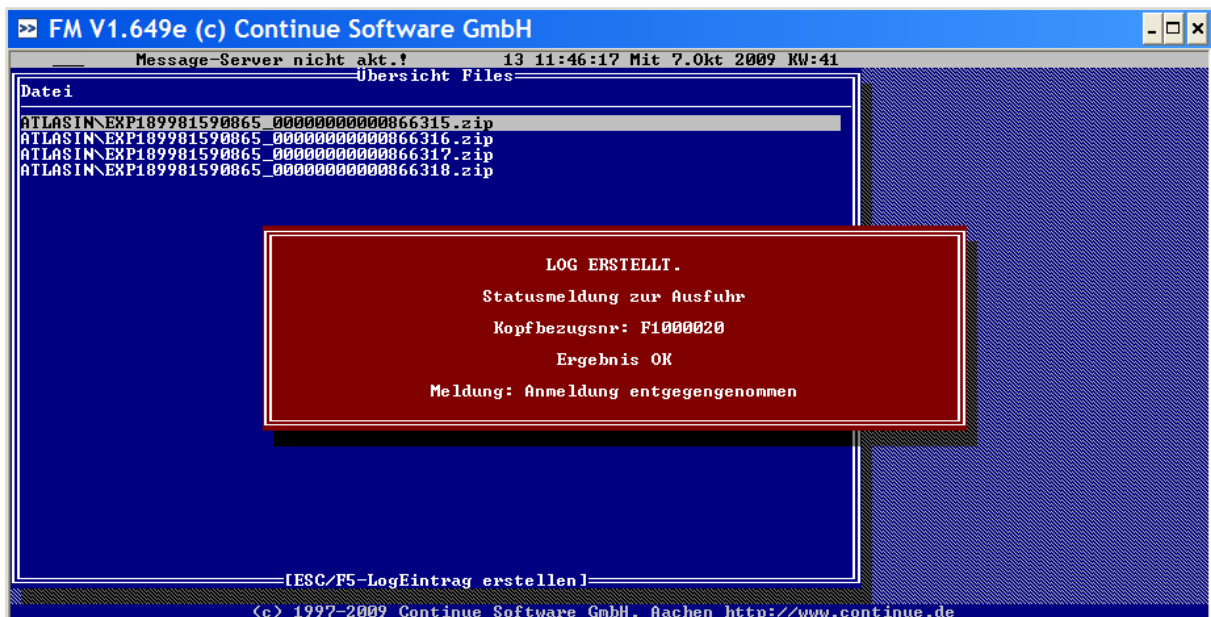 FM V1.649e (c) Continue Software GmbH
___ Message-Server nicht akt.! 13 11:46:17 Mit 7.Okt 2009 KW:41
Übersicht Files
Datei
ATLASIN\EXP189981590865_00000000000866315.zip
ATLASIN\EXP189981590865_00000000000866316.zip
ATLASIN\EXP189981590865_00000000000866317.zip
ATLASIN\EXP189981590865_00000000000866318.zip
LOG ERSTELLT.
Statusmeldung zur Ausfuhr
Kopfbezugsnr: F1000020
Ergebnis OK
Meldung: Anmeldung entgegengenommen
[ESC/F5-LogEintrag erstellen]
(c) 1997-2009 Continue Software GmbH, Aachen http://www.continue.de